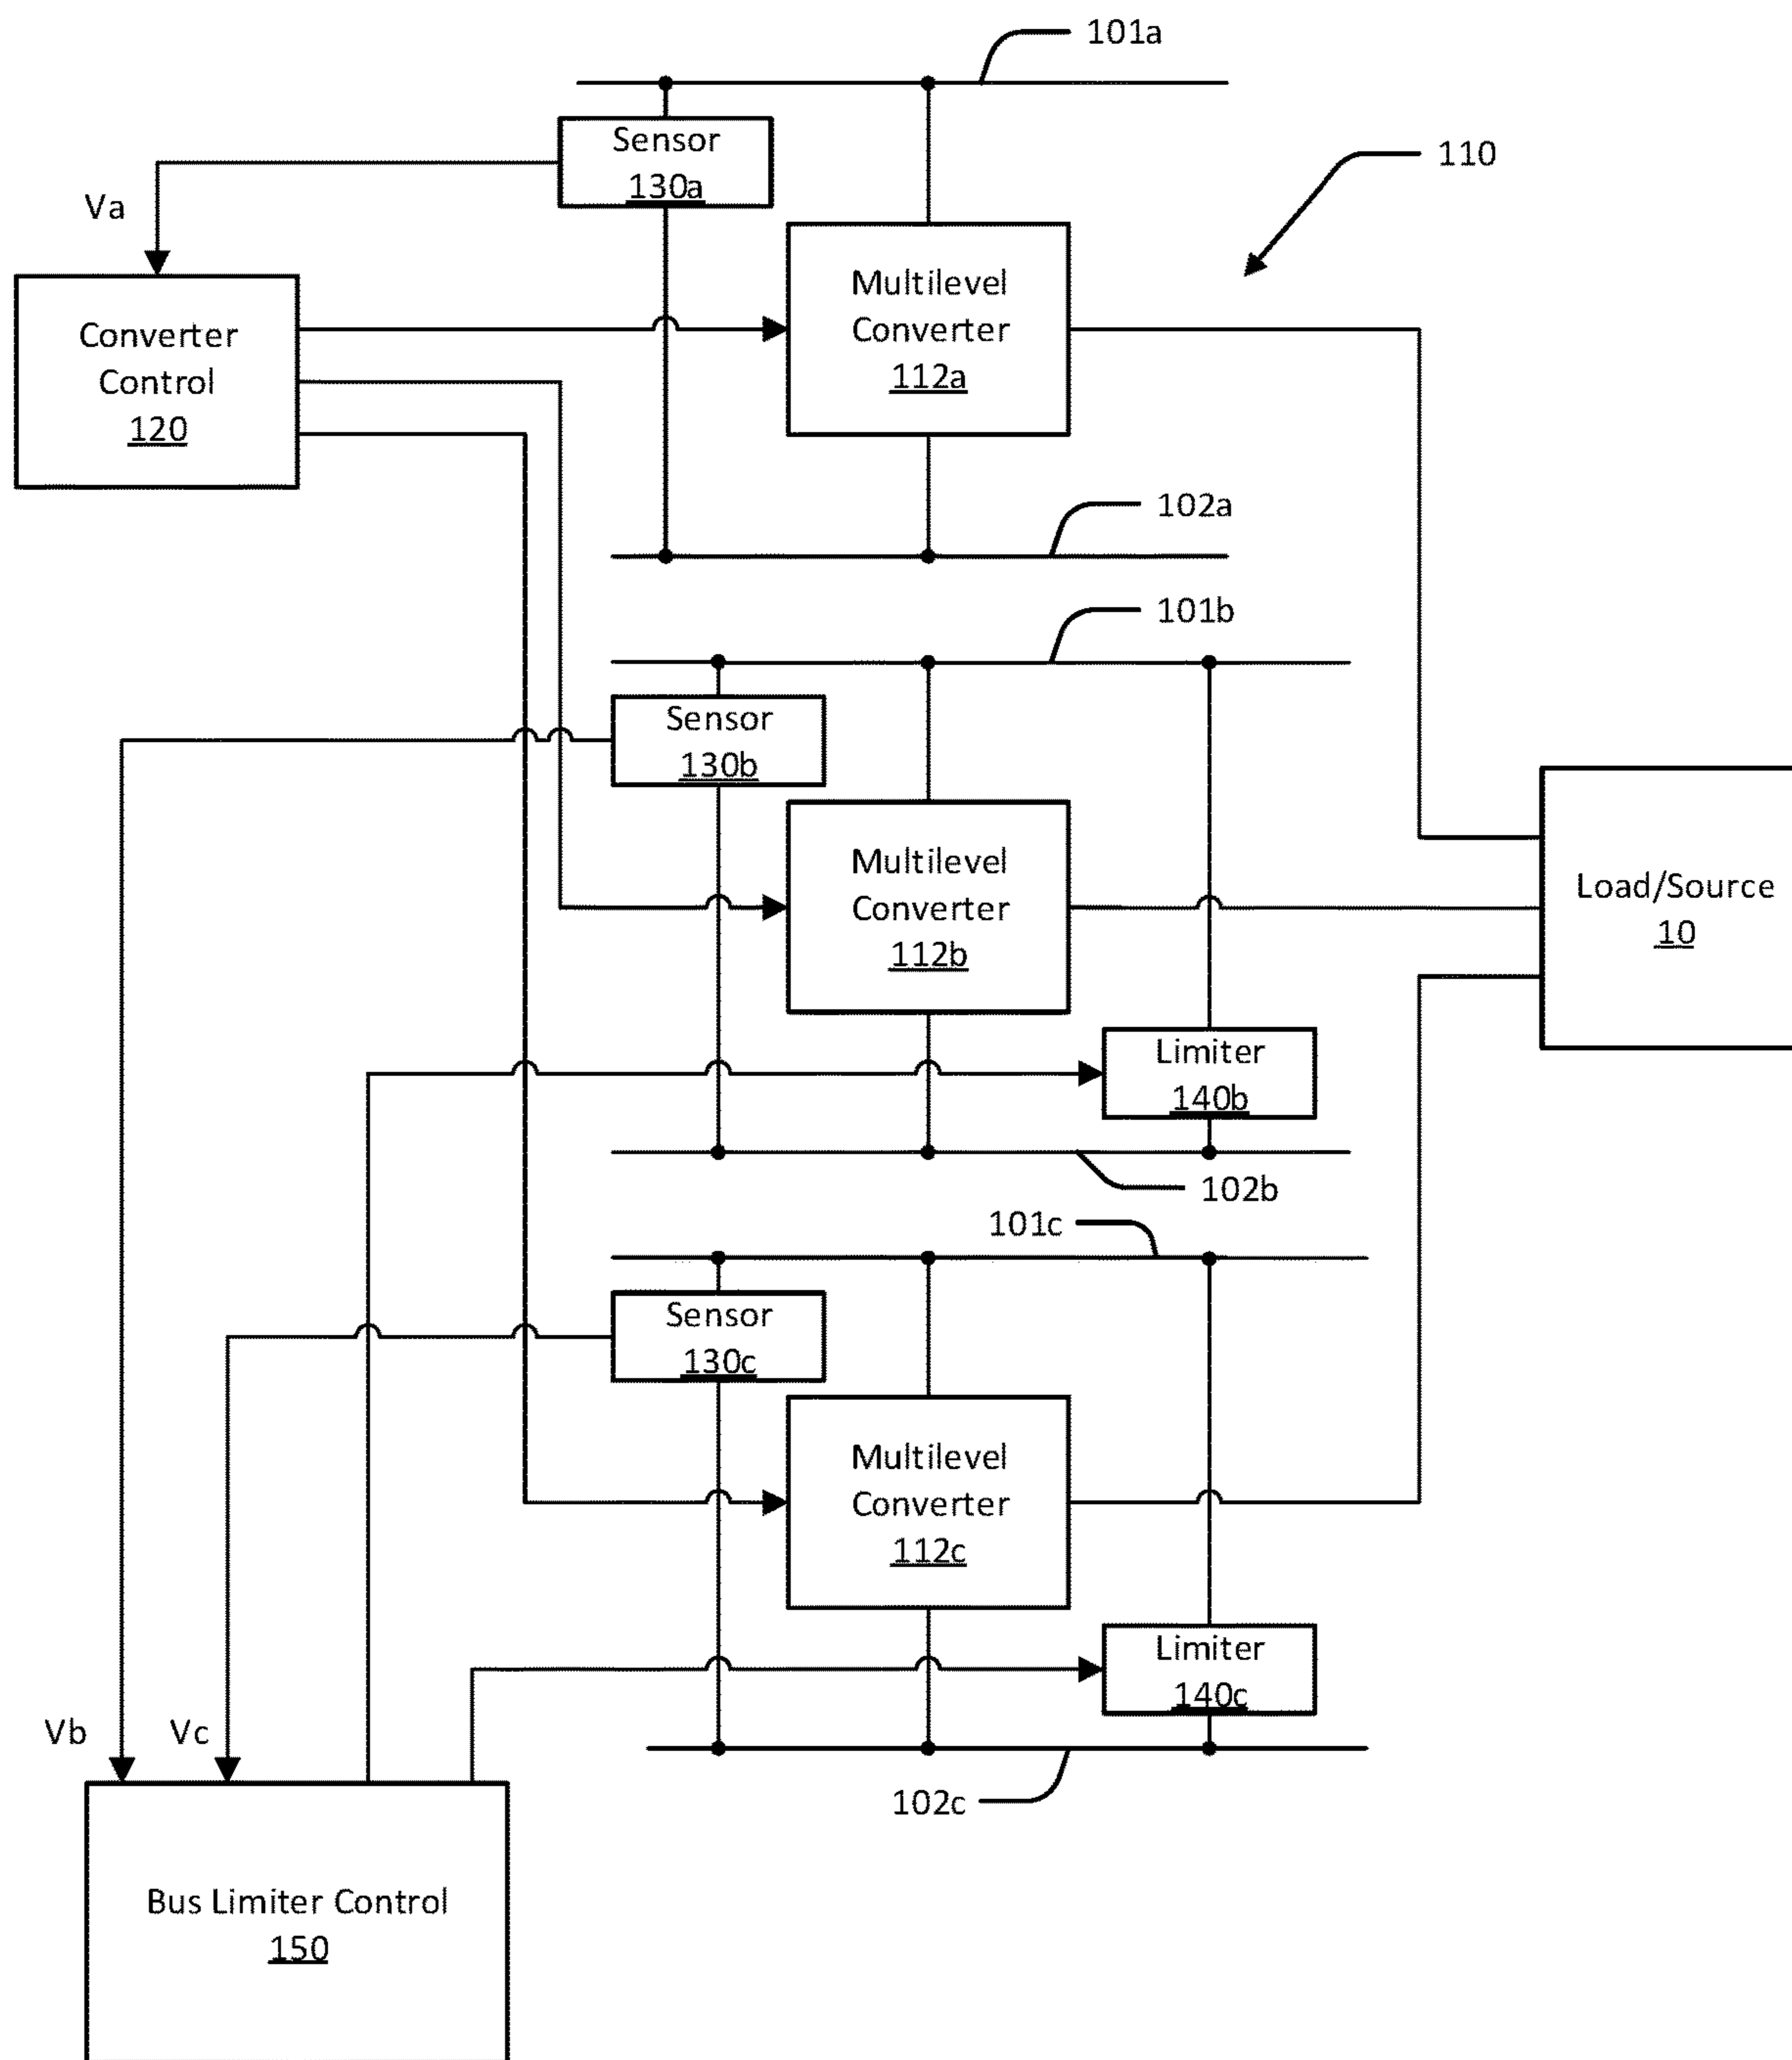 101a
Sensor
130a
110
Va
Multilevel
Converter
112a
Converter
Control
120
102a
101b
Sensor
130b
Multilevel
Converter
112b
Load/Source
10
Limiter
140b
102b
101c
Sensor
130c
Multilevel
Converter
112c
Limiter
140c
Vb
Vc
102c
Bus Limiter Control
150